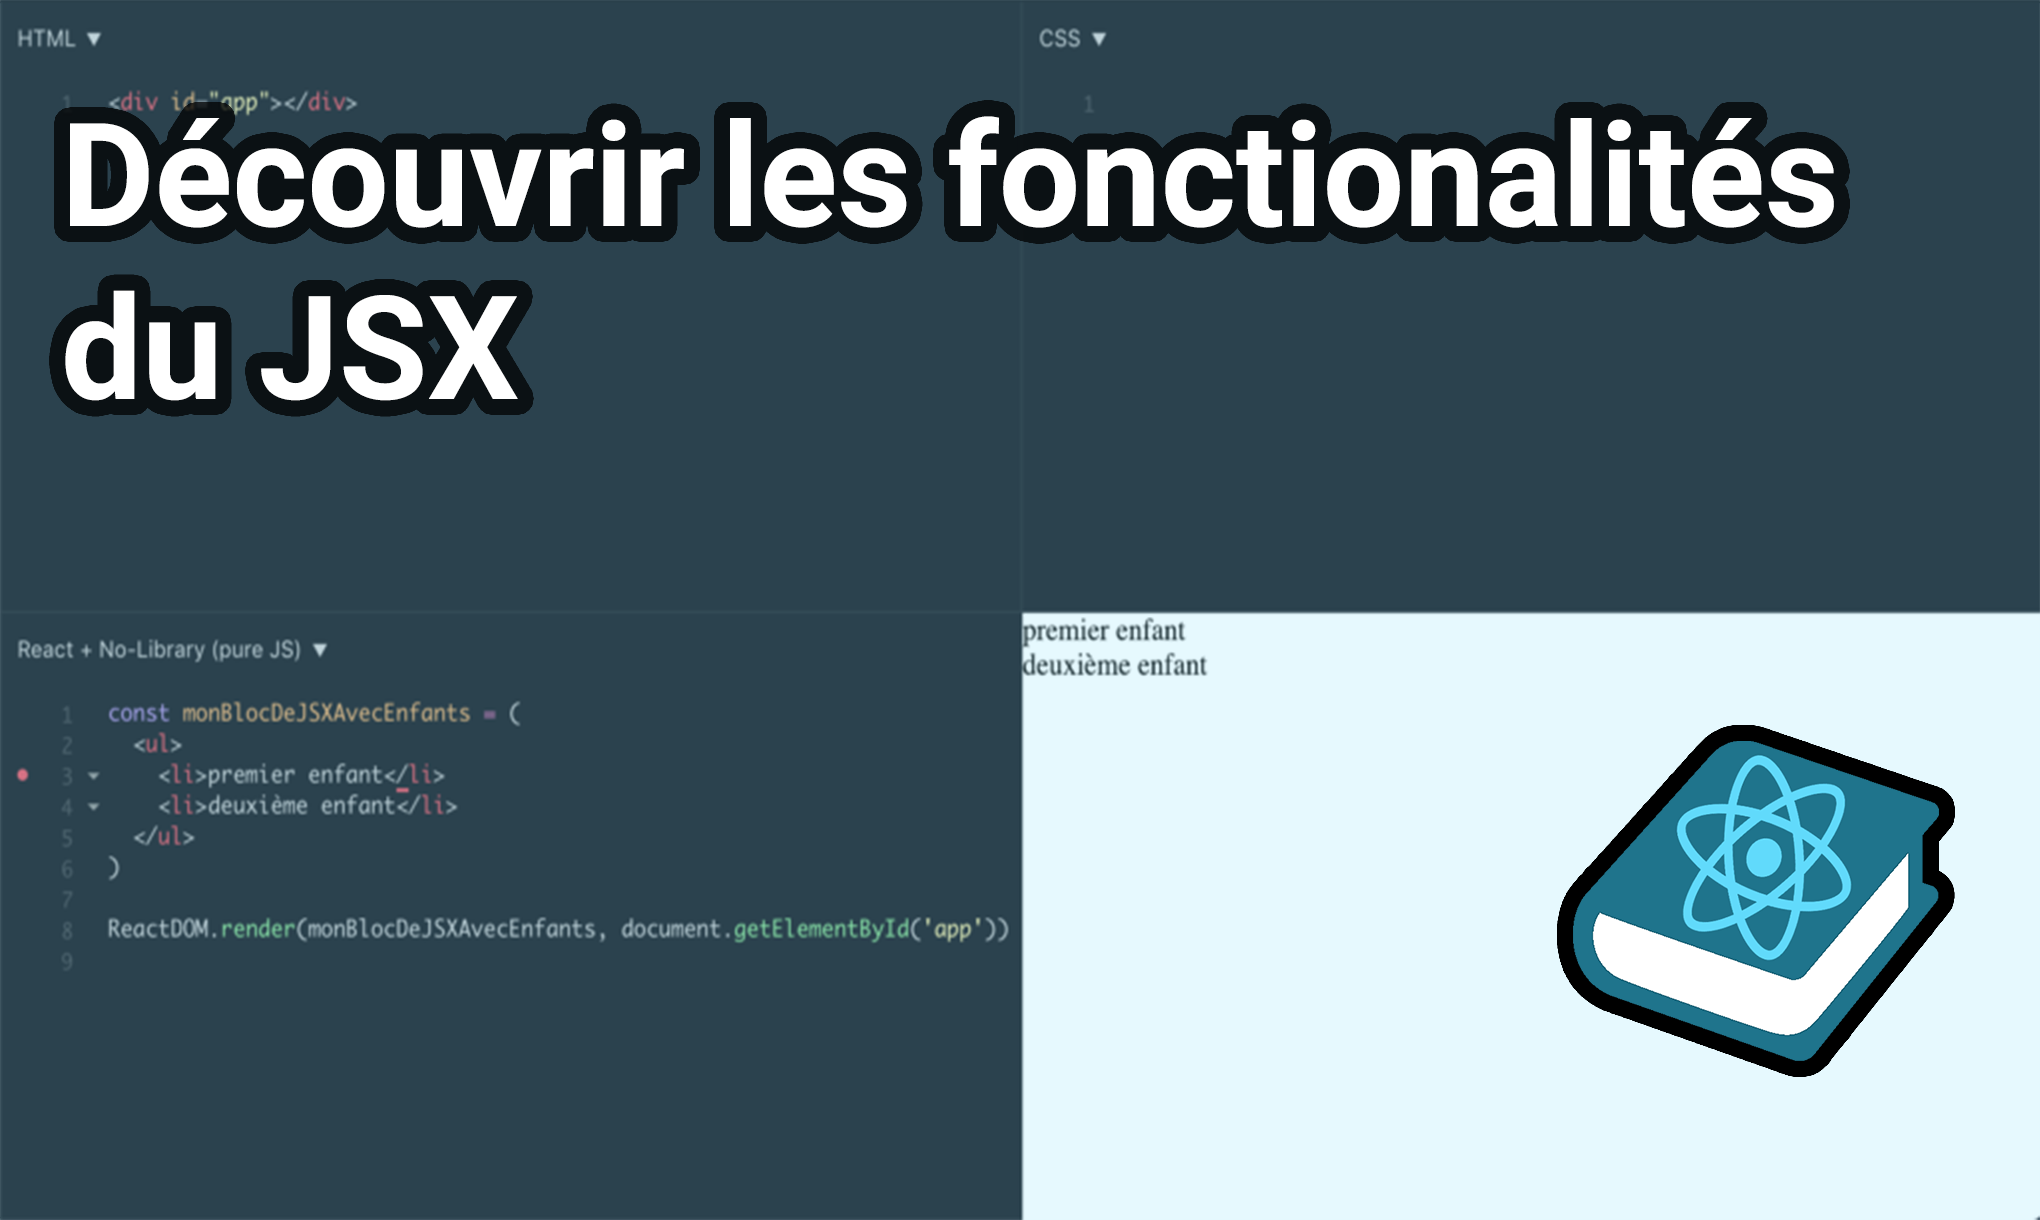 HTML ▼
1 <div id="app"></div>
CSS ▼
1
Découvrir les fonctionalités
du JSX
React + No-Library (pure JS) ▼
1 const monBlocDeJSXAvecEnfants = (
2 <ul>
3 <li>premier enfant</li>
4 <li>deuxième enfant</li>
5 </ul>
6 )
7
8 ReactDOM.render(monBlocDeJSXAvecEnfants, document.getElementById('app'))
9
premier enfant
deuxième enfant